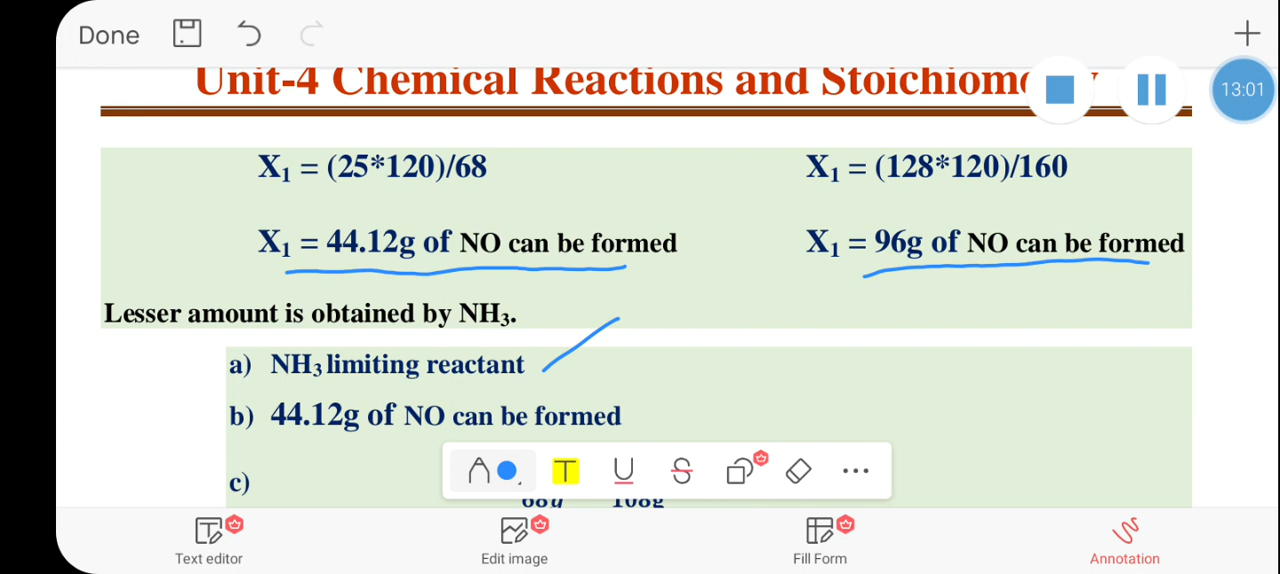 Done
13:01
Unit-4 Chemical Reactions and Stoichiom
X₁ = (25*120)/68
X₁ = (128*120)/160
X₁ = 44.12g of NO can be formed
X₁ = 96g of NO can be formed
Lesser amount is obtained by NH₃.
a) NH₃ limiting reactant
b) 44.12g of NO can be formed
c)
68g 108g
T U S
Text editor
Edit image
Fill Form
Annotation